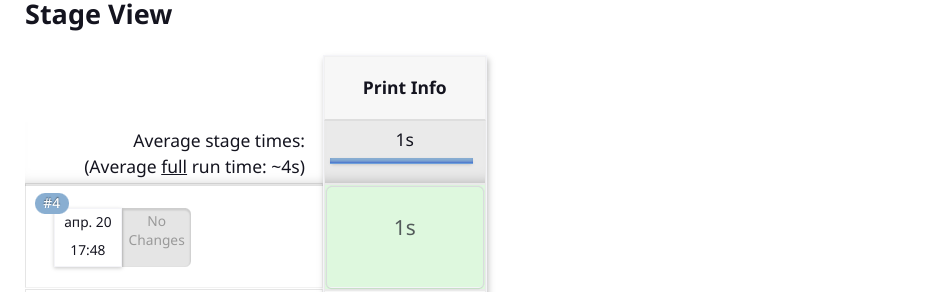 Stage View
Print Info
Average stage times:
1s
(Average full run time: ~4s)
#4
апр. 20
17:48
No
Changes
1s